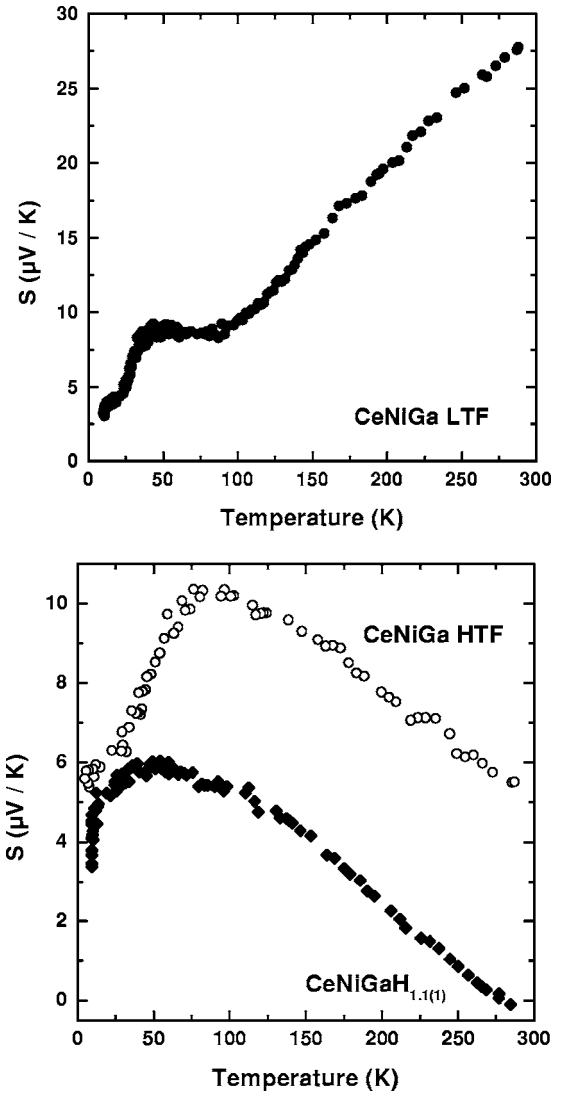 30
25
20
15
10
5
0
S (µV / K)
CeNiGa LTF
0 50 100 150 200 250 300
Temperature (K)
10
8
6
4
2
0
S (µV / K)
CeNiGa HTF
CeNiGaH1.1(1)
0 50 100 150 200 250 300
Temperature (K)